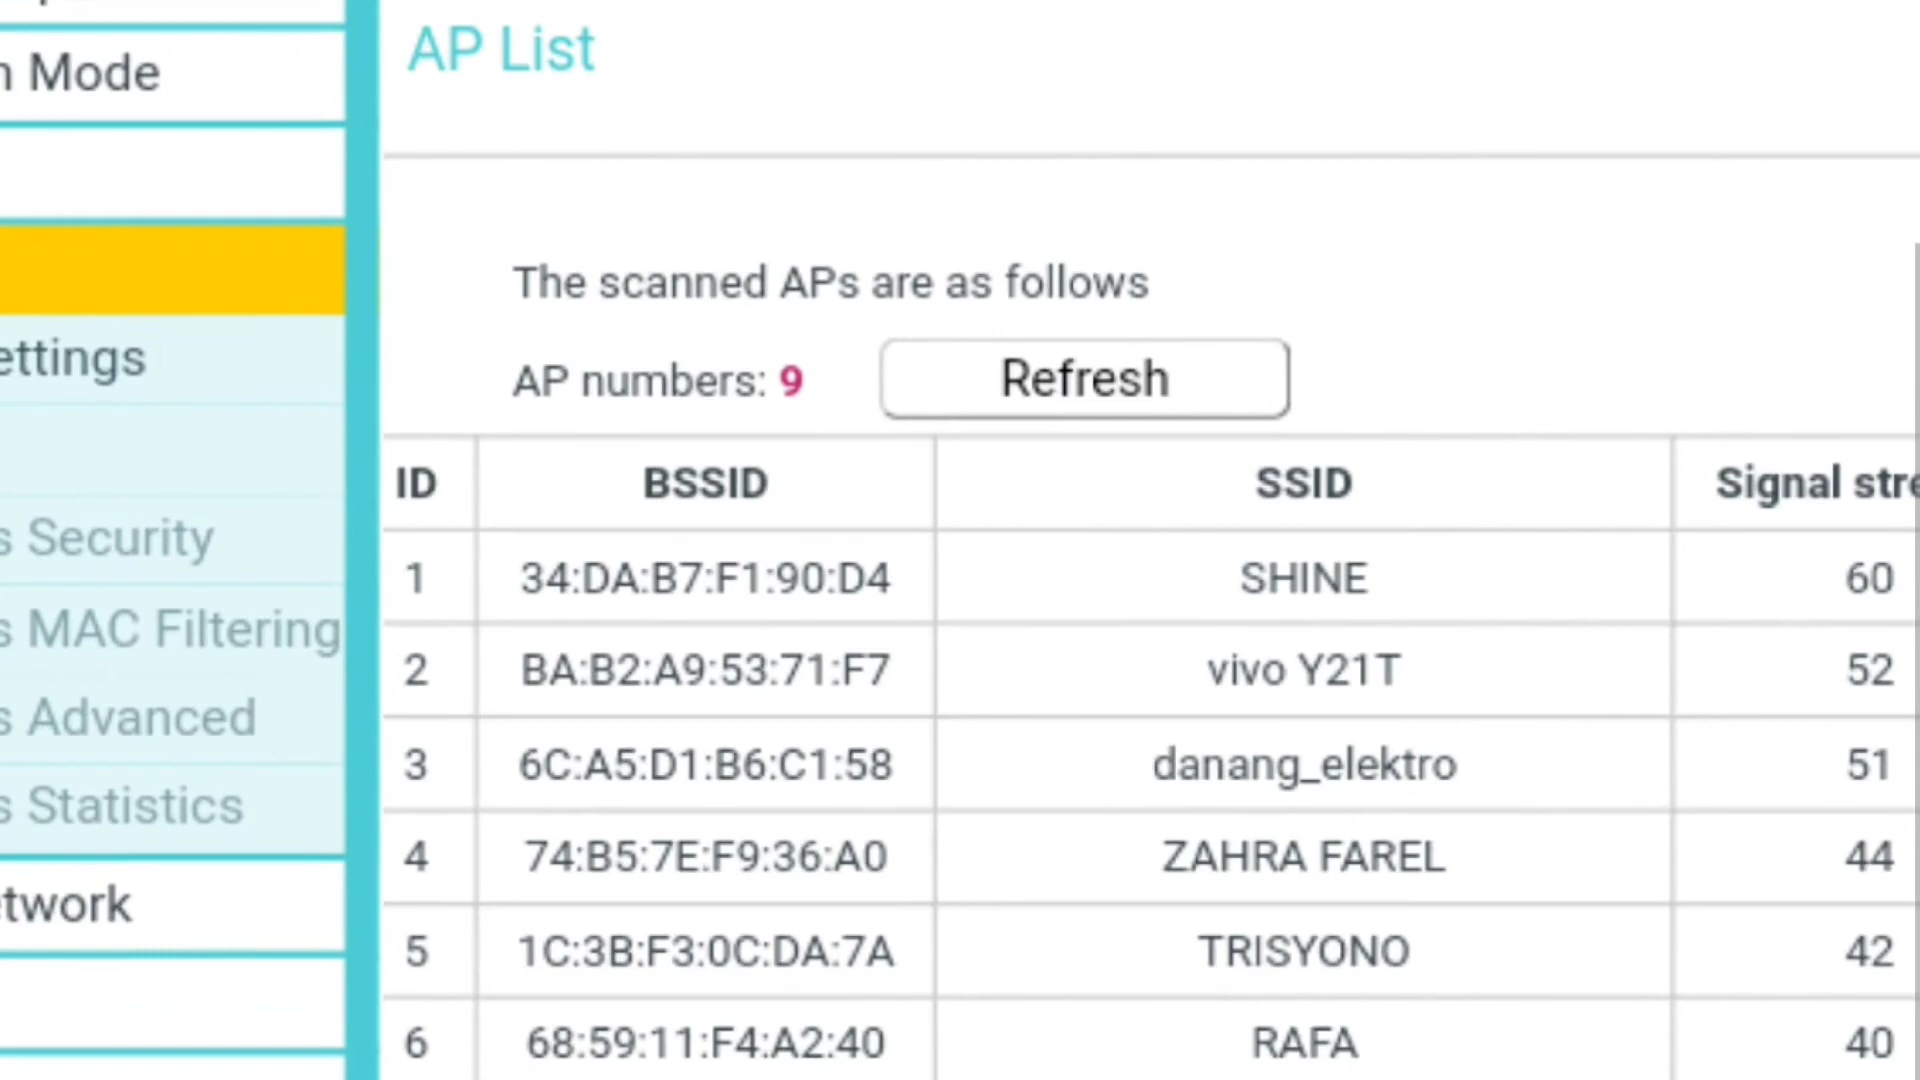 n Mode
ettings
s Security
s MAC Filtering
s Advanced
s Statistics
etwork
AP List
The scanned APs are as follows
AP numbers: 9 Refresh
ID BSSID SSID Signal stre
1 34:DA:B7:F1:90:D4 SHINE 60
2 BA:B2:A9:53:71:F7 vivo Y21T 52
3 6C:A5:D1:B6:C1:58 danang_elektro 51
4 74:B5:7E:F9:36:A0 ZAHRA FAREL 44
5 1C:3B:F3:0C:DA:7A TRISYONO 42
6 68:59:11:F4:A2:40 RAFA 40